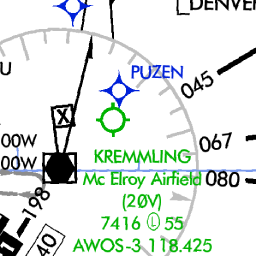 DENVER
U
PUZEN
045
X
00W
067
00W
KREMMLING
Mc Elroy Airfield
080
(20V)
198
7416 Ⓛ 55
40
AWOS-3 118.425